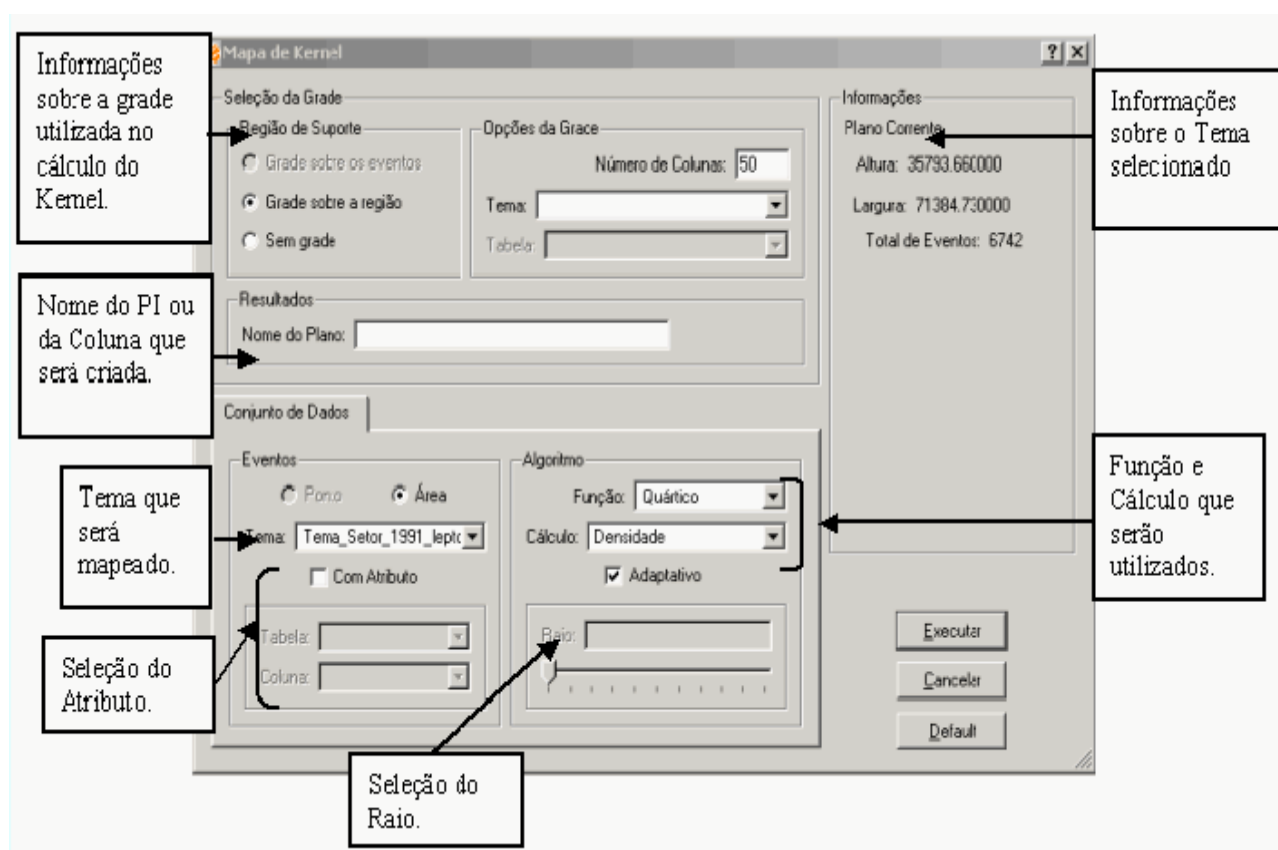 Informações
sobre a grade
utilizada no
cálculo do
Kernel.
Mapa de Kernel
Seleção da Grade
Região de Suporte
Grade sobre os eventos
Grade sobre a região
Sem grade
Opções da Grade
Número de Colunas: 50
Tema:
Tabela:
Informações
Plano Corrente
Altura: 35793.660000
Largura: 71384.730000
Total de Eventos: 6742
Informações
sobre o Tema
selecionado
Nome do PI ou
da Coluna que
será criada.
Resultados
Nome do Plano:
Conjunto de Dados
Tema que
será
mapeado.
Eventos
Ponto Área
Tema: Tema_Setor_1991_leptc
Com Atributo
Tabela:
Coluna:
Seleção do
Atributo.
Algoritmo
Função: Quártico
Cálculo: Densidade
Adaptativo
Raio:
Seleção do
Raio.
Função e
Cálculo que
serão
utilizados.
Executar
Cancelar
Default